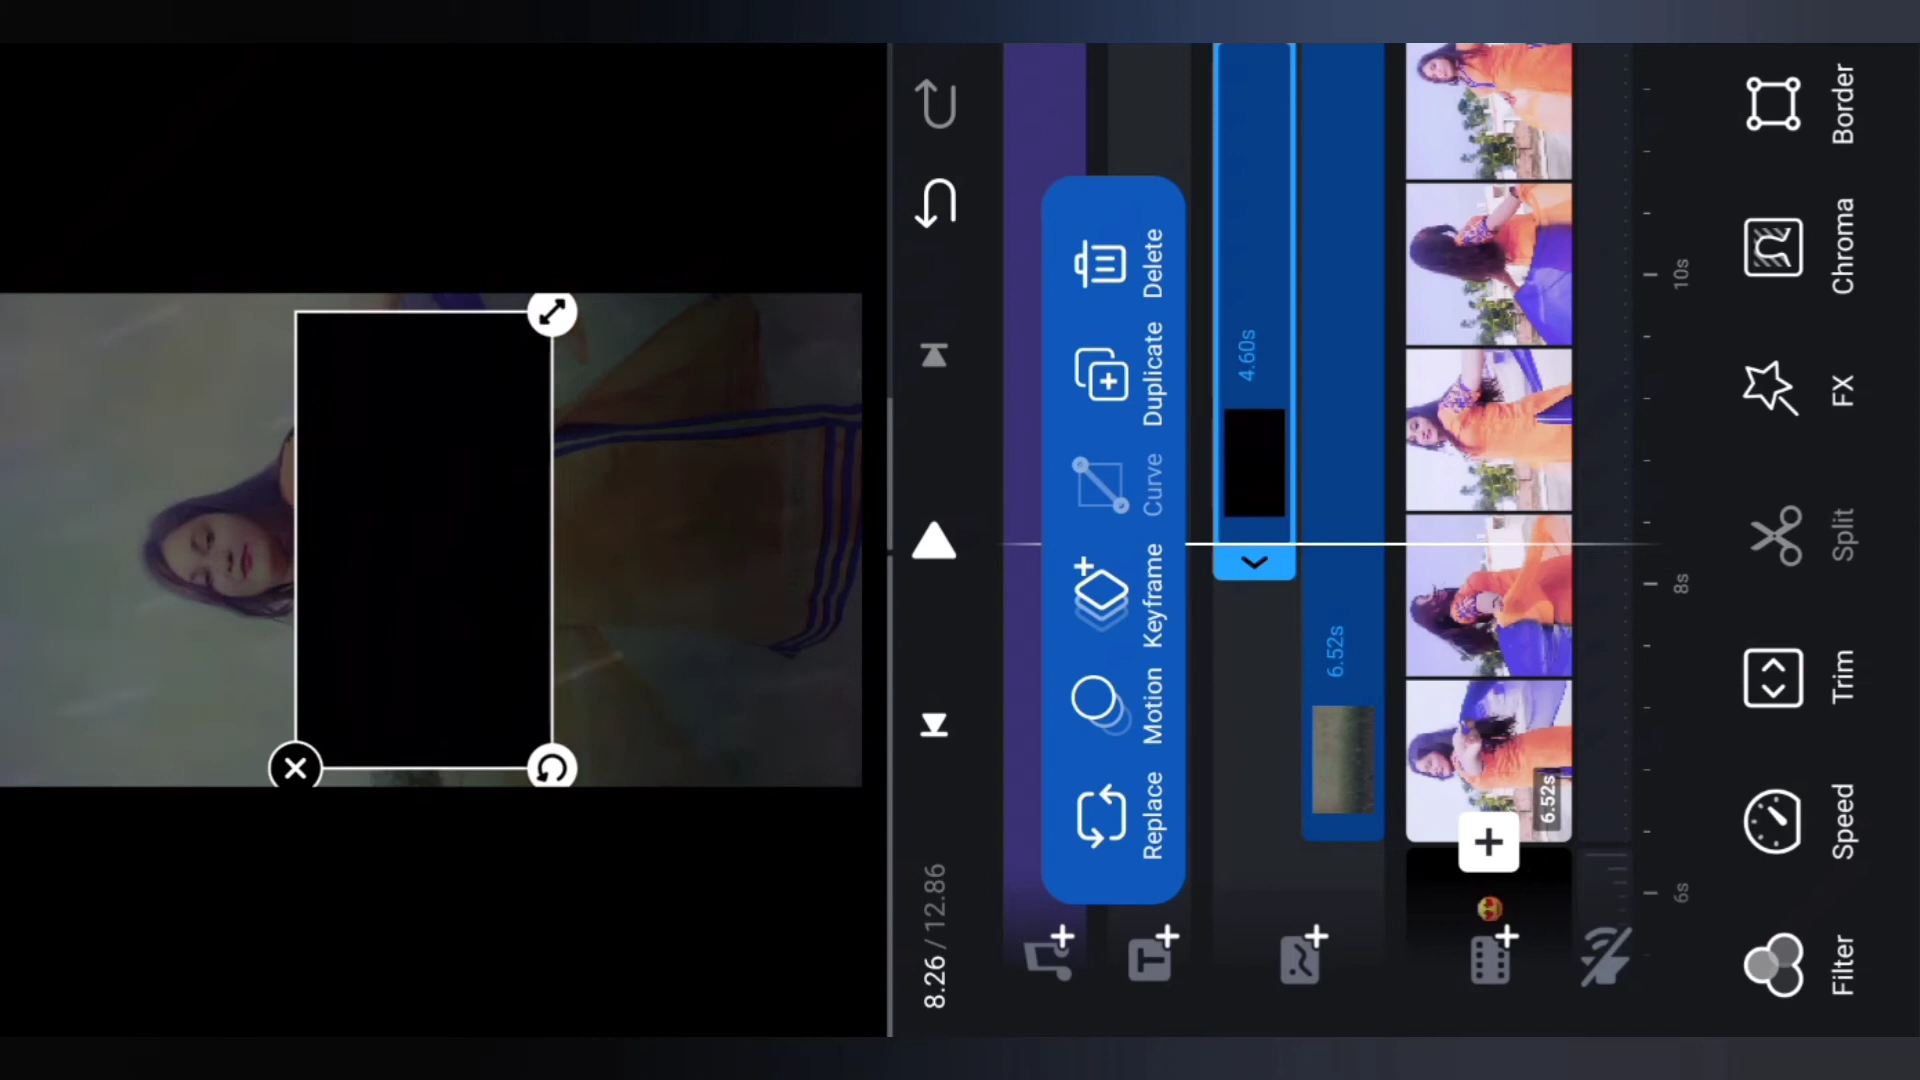 8.26 / 12.86
Replace
Motion
Keyframe
Curve
Duplicate
Delete
4.60s
6.52s
6.52s
6s
8s
10s
Filter
Speed
Trim
Split
FX
Chroma
Border